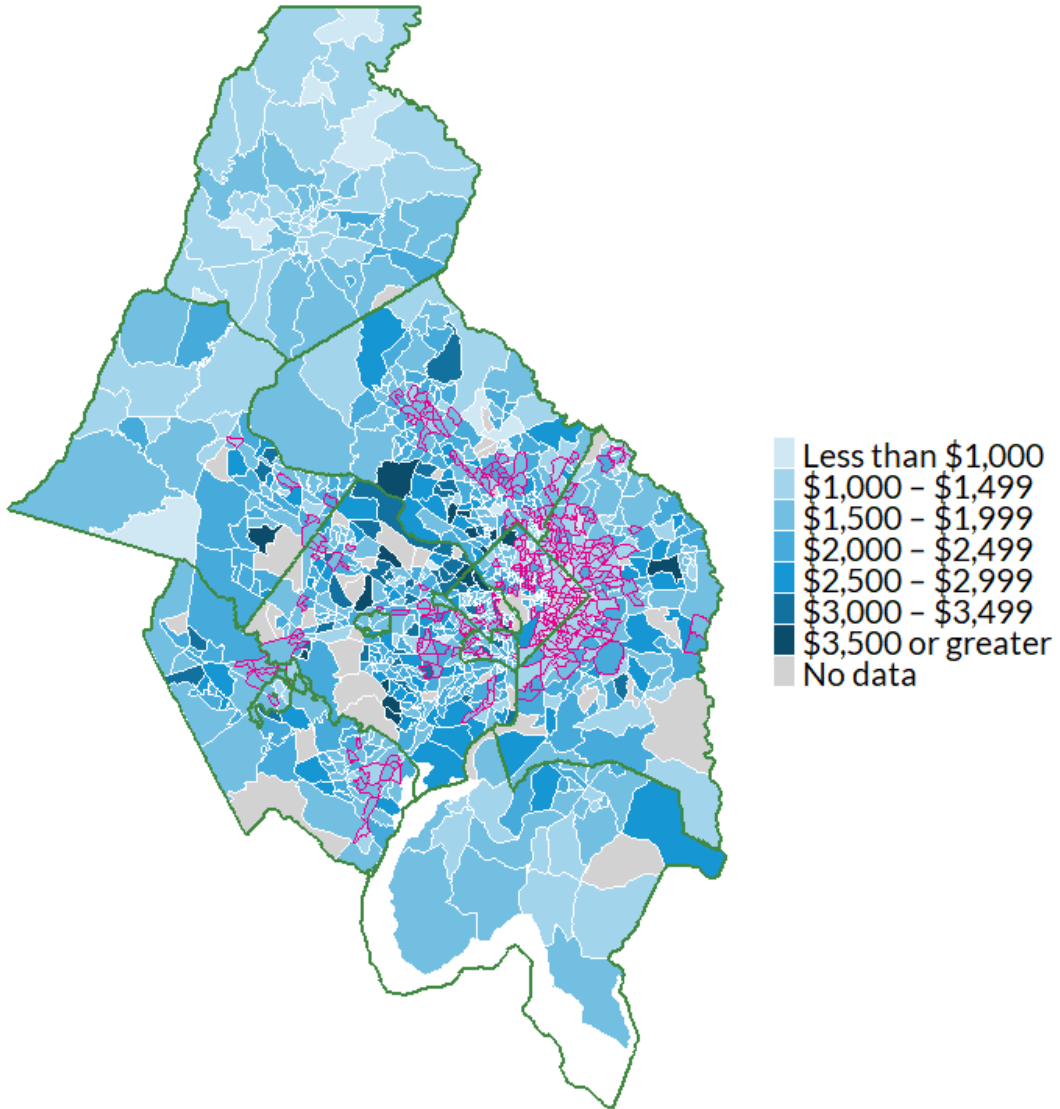 Less than $1,000
$1,000 – $1,499
$1,500 – $1,999
$2,000 – $2,499
$2,500 – $2,999
$3,000 – $3,499
$3,500 or greater
No data